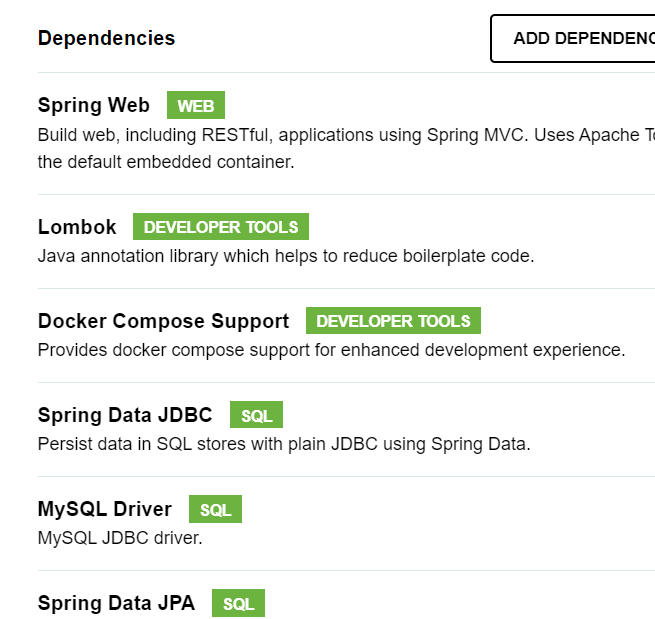 Dependencies
ADD DEPENDENC
Spring Web WEB
Build web, including RESTful, applications using Spring MVC. Uses Apache
the default embedded container.
Lombok DEVELOPER TOOLS
Java annotation library which helps to reduce boilerplate code.
Docker Compose Support DEVELOPER TOOLS
Provides docker compose support for enhanced development experience.
Spring Data JDBC SQL
Persist data in SQL stores with plain JDBC using Spring Data.
MySQL Driver SQL
MySQL JDBC driver.
Spring Data JPA SQL